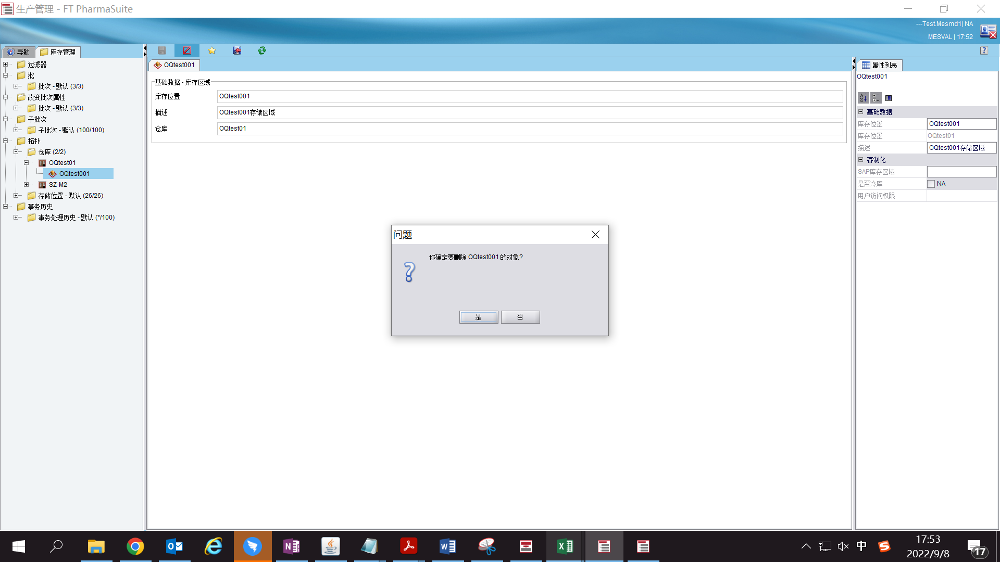 生产管理 - FT PharmaSuite
---Test.Mesmd1| NA
MESVAL | 17:52
导航
库存管理
过滤器
批
批次 - 默认 (3/3)
改变批次属性
批次 - 默认 (3/3)
子批次
子批次 - 默认 (100/100)
拓扑
仓库 (2/2)
OQtest01
OQtest001
SZ-M2
存储位置 - 默认 (26/26)
事务历史
事务处理历史 - 默认 (*/100)
OQtest001
基础数据 - 库存区域
库存位置 OQtest001
描述 OQtest001存储区域
仓库 OQtest01
属性列表
OQtest001
基础数据
库存位置 OQtest001
库存位置 OQtest01
描述 OQtest001存储区域
客制化
SAP库存区域
是否冷库 NA
用户访问权限
问题
你确定要删除 OQtest001 的对象?
是 否
中
17:53
2022/9/8
17